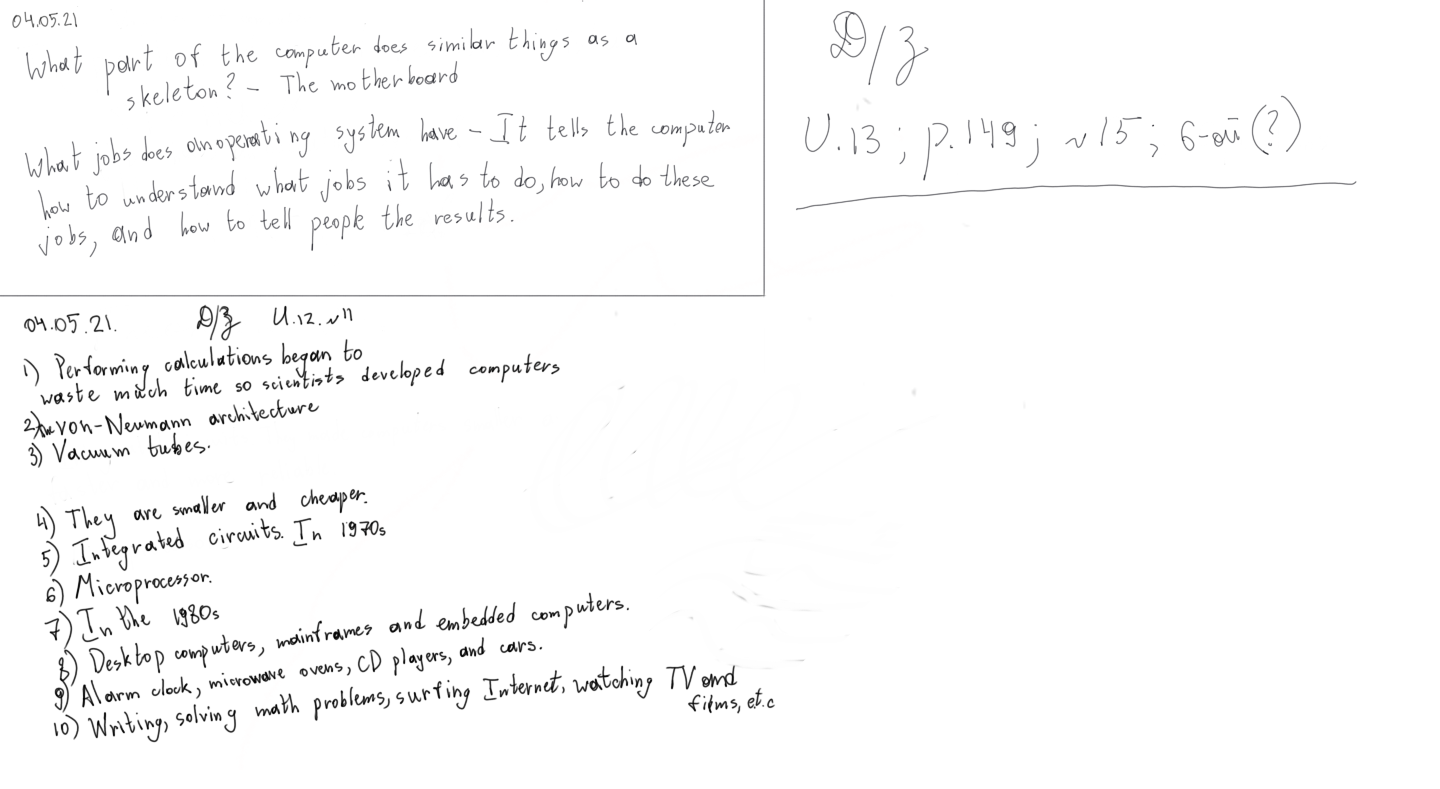 04.05.21
What part of the computer does similar things as a
skeleton? - The motherboard
What jobs does an operating system have - It tells the computer
how to understand what jobs it has to do, how to do these
jobs, and how to tell people the results.
Д/З
U.13; p.149; №15; 6-ой (?)
04.05.21. Д/З U.12. №11
1) Performing calculations began to
waste much time so scientists developed computers
2) von-Neumann architecture
3) Vacuum tubes.
4) They are smaller and cheaper.
5) Integrated circuits. In 1970s
6) Microprocessor.
7) In the 1980s
8) Desktop computers, mainframes and embedded computers.
9) Alarm clock, microwave ovens, CD players, and cars.
10) Writing, solving math problems, surfing Internet, watching TV and
films, et.c